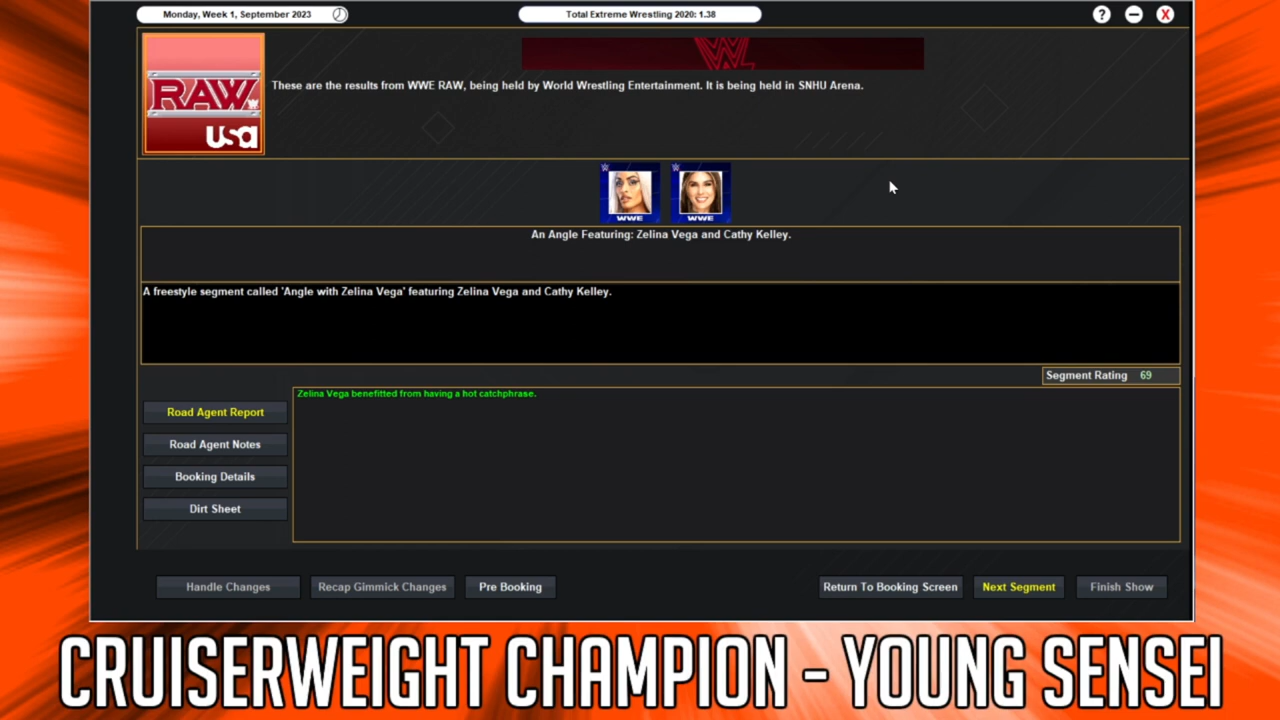 Monday, Week 1, September 2023
Total Extreme Wrestling 2020: 1.38
?
X
RAW
usa
These are the results from WWE RAW, being held by World Wrestling Entertainment. It is being held in SNHU Arena.
WWE WWE
An Angle Featuring: Zelina Vega and Cathy Kelley.
A freestyle segment called 'Angle with Zelina Vega' featuring Zelina Vega and Cathy Kelley.
Segment Rating 69
Zelina Vega benefitted from having a hot catchphrase.
Road Agent Report
Road Agent Notes
Booking Details
Dirt Sheet
Handle Changes Recap Gimmick Changes Pre Booking Return To Booking Screen Next Segment Finish Show
CRUISERWEIGHT CHAMPION - YOUNG SENSEI